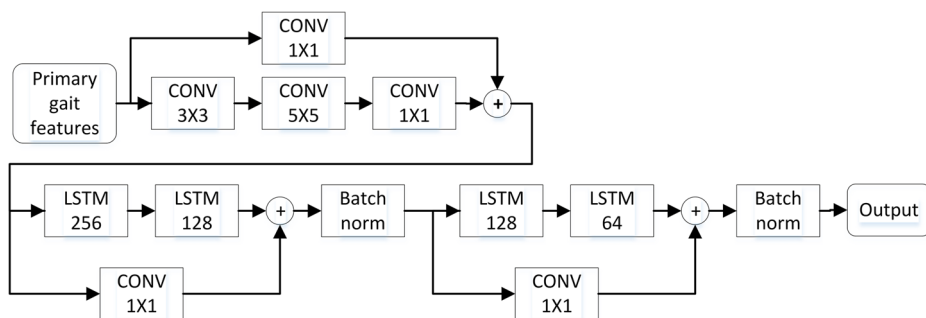 CONV
1X1
Primary
gait
features
CONV
3X3
CONV
5X5
CONV
1X1
+
LSTM
256
LSTM
128
+
Batch
norm
LSTM
128
LSTM
64
+
Batch
norm
Output
CONV
1X1
CONV
1X1